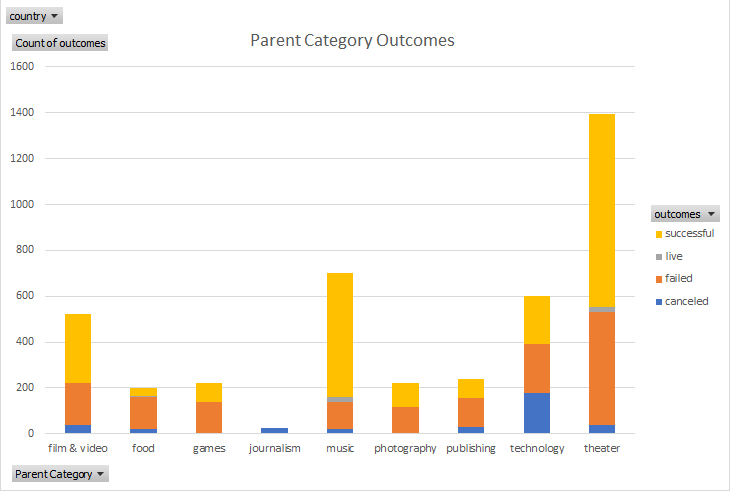 country
Count of outcomes
Parent Category Outcomes
1600
1400
1200
1000
800
600
400
200
0
film & video food games journalism music photography publishing technology theater
outcomes
successful
live
failed
canceled
Parent Category